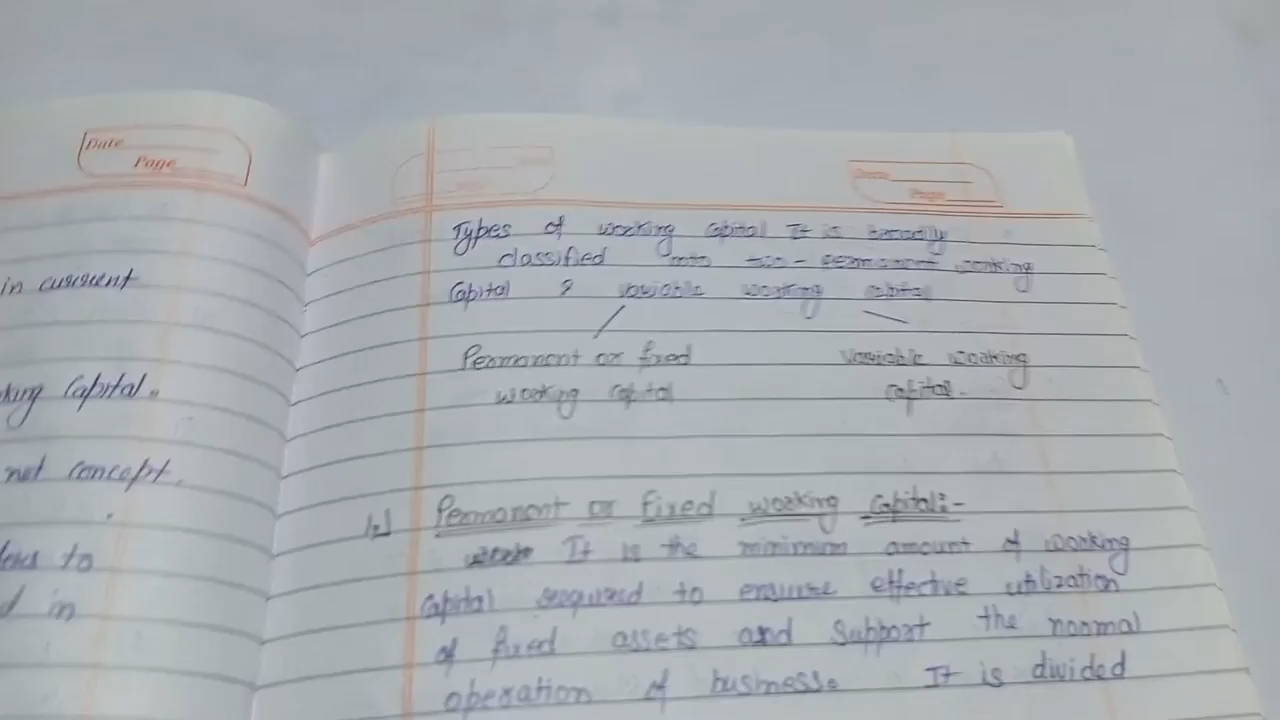 Date
Page
in current
king Capital.
net concept.
to
d in
Date
Page
Types of working Capital It is broadly
classified into two - permanent working
Capital & variable working capital
Permanent or fixed
working Capital
Variable working
capital.
1.] Permanent or fixed working Capital:-
It is the minimum amount of working
Capital required to ensure effective utilization
of fixed assets and support the normal
operation of business. It is divided